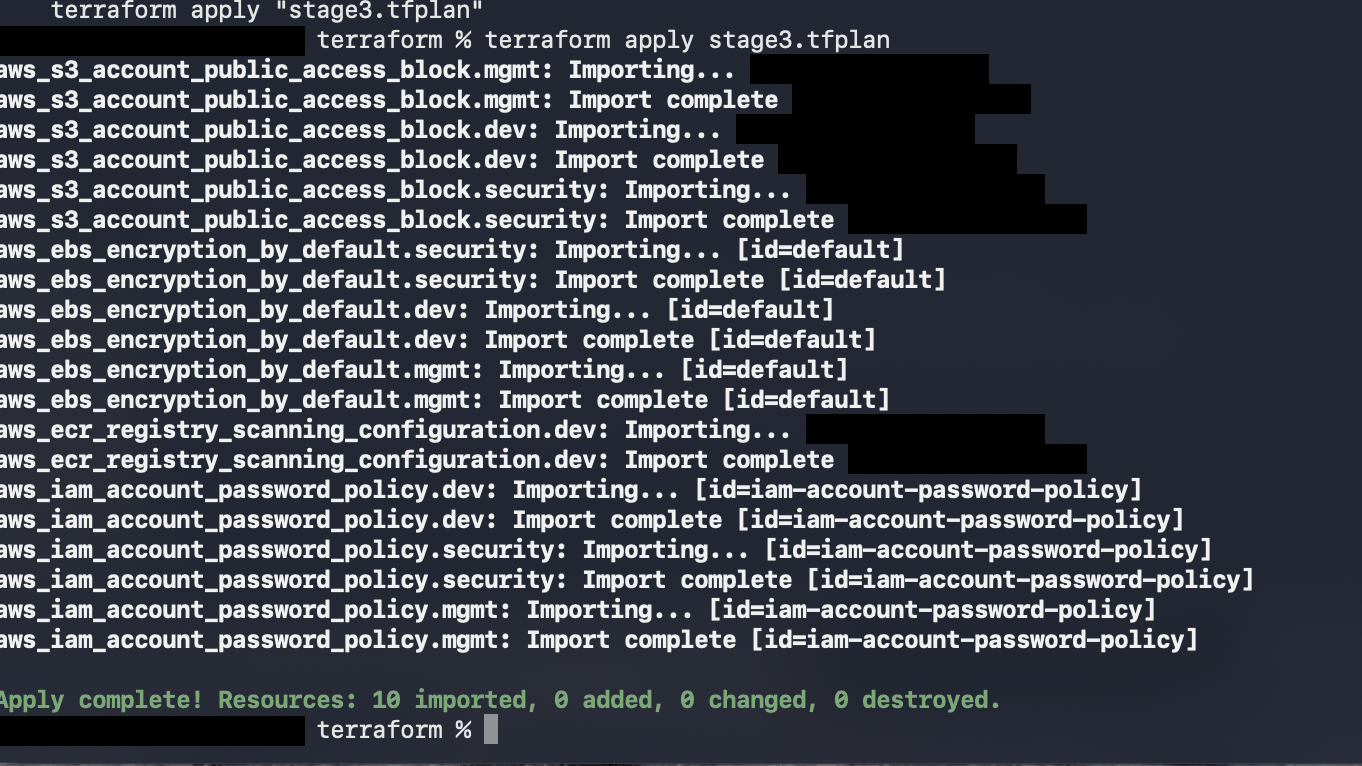 terraform apply "stage3.tfplan"
terraform % terraform apply stage3.tfplan
aws_s3_account_public_access_block.mgmt: Importing...
aws_s3_account_public_access_block.mgmt: Import complete
aws_s3_account_public_access_block.dev: Importing...
aws_s3_account_public_access_block.dev: Import complete
aws_s3_account_public_access_block.security: Importing...
aws_s3_account_public_access_block.security: Import complete
aws_ebs_encryption_by_default.security: Importing... [id=default]
aws_ebs_encryption_by_default.security: Import complete [id=default]
aws_ebs_encryption_by_default.dev: Importing... [id=default]
aws_ebs_encryption_by_default.dev: Import complete [id=default]
aws_ebs_encryption_by_default.mgmt: Importing... [id=default]
aws_ebs_encryption_by_default.mgmt: Import complete [id=default]
aws_ecr_registry_scanning_configuration.dev: Importing...
aws_ecr_registry_scanning_configuration.dev: Import complete
aws_iam_account_password_policy.dev: Importing... [id=iam-account-password-policy]
aws_iam_account_password_policy.dev: Import complete [id=iam-account-password-policy]
aws_iam_account_password_policy.security: Importing... [id=iam-account-password-policy]
aws_iam_account_password_policy.security: Import complete [id=iam-account-password-policy]
aws_iam_account_password_policy.mgmt: Importing... [id=iam-account-password-policy]
aws_iam_account_password_policy.mgmt: Import complete [id=iam-account-password-policy]
Apply complete! Resources: 10 imported, 0 added, 0 changed, 0 destroyed.
terraform %